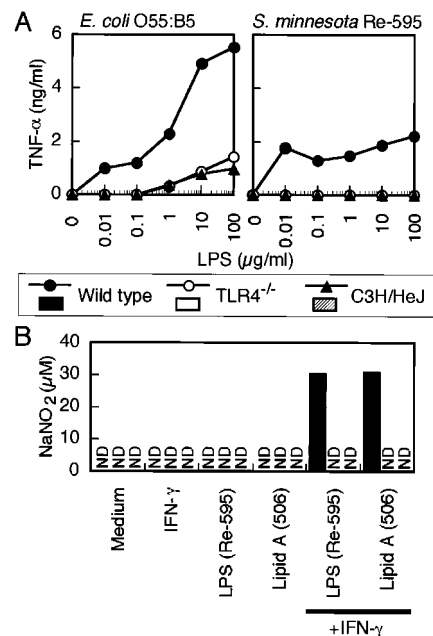 A
E. coli O55:B5
S. minnesota Re-595
TNF-α (ng/ml)
6
4
2
0
0 0.01 0.1 1 10 100
0 0.01 0.1 1 10 100
LPS (µg/ml)
Wild type
TLR4-/-
C3H/HeJ
B
NaNO2 (µM)
40
30
20
10
0
ND ND ND ND ND ND ND ND ND ND ND ND ND ND ND ND
Medium
IFN-γ
LPS (Re-595)
Lipid A (506)
LPS (Re-595)
Lipid A (506)
+IFN-γ